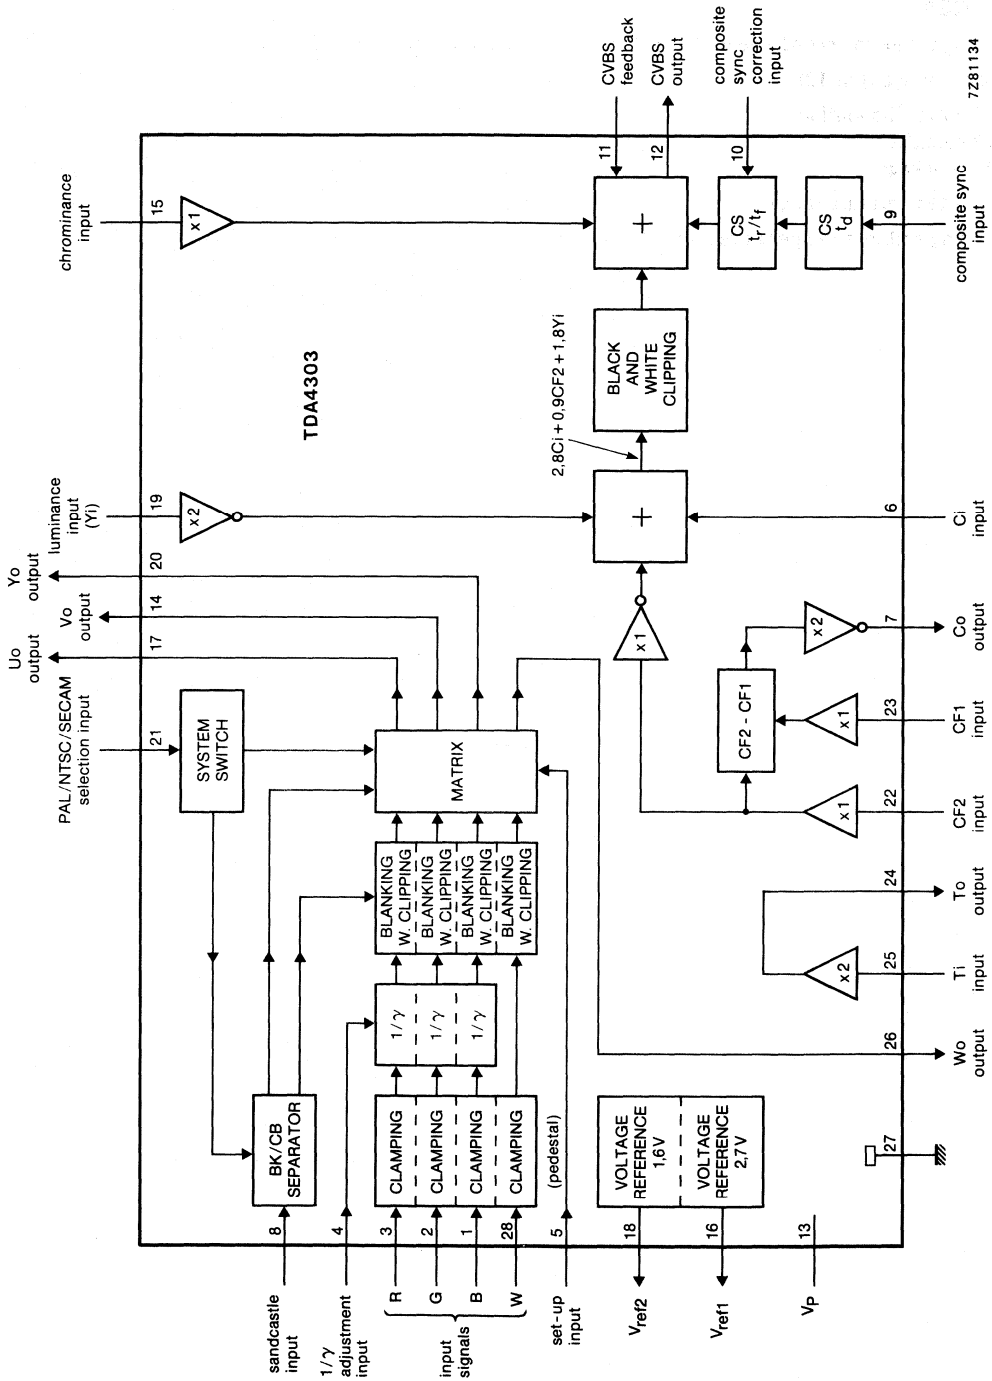 chrominance
input
15
x1
CVBS
feedback
11
CVBS
output
12
composite
sync
correction
input
10
composite sync
input
9
+
CS
tr/tf
CS
td
7Z81134
TDA4303
BLACK
AND
WHITE
CLIPPING
2,8Ci+0,9CF2+1,8Yi
luminance
input
(Yi)
19
x2
+
6
Ci
input
Yo
output
20
Vo
output
14
Uo
output
17
x1
x2
7
Co
output
CF2 - CF1
x1
23
CF1
input
x1
22
CF2
input
PAL/NTSC/SECAM
selection input
21
SYSTEM
SWITCH
MATRIX
BLANKING
W. CLIPPING
BLANKING
W. CLIPPING
BLANKING
W. CLIPPING
BLANKING
W. CLIPPING
24
To
output
x2
25
Ti
input
26
Wo
output
1/γ
1/γ
1/γ
BK/CB
SEPARATOR
CLAMPING
CLAMPING
CLAMPING
CLAMPING
(pedestal)
VOLTAGE
REFERENCE
1,6V
VOLTAGE
REFERENCE
2,7V
27
8
sandcastle
input
4
1/γ
adjustment
input
3
R
2
G
1
B
28
W
input
signals
5
set-up
input
18
Vref2
16
Vref1
13
VP